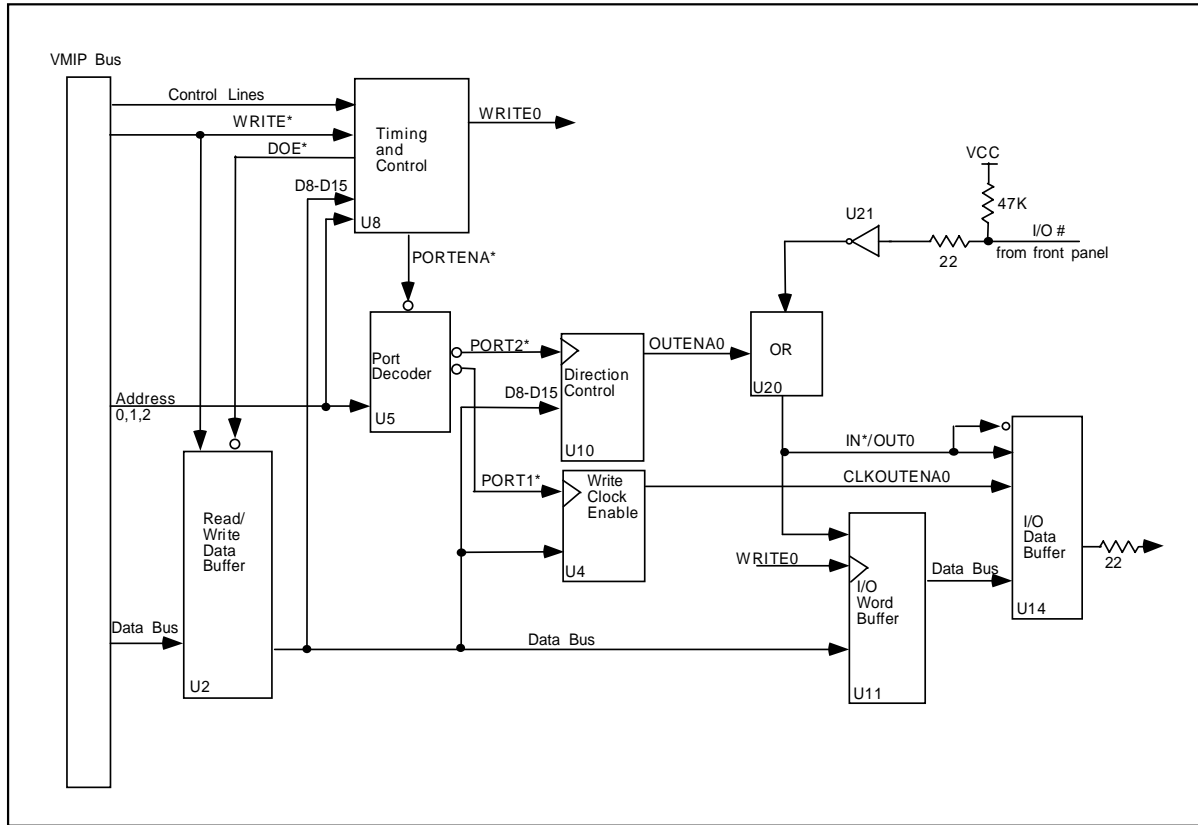 VMIP Bus
Control Lines
WRITE*
DOE*
D8-D15
Timing
and
Control
U8
WRITE0
PORTENA*
VCC
47K
U21
I/O #
from front panel
22
Port
Decoder
U5
PORT2*
PORT1*
Address
0,1,2
D8-D15
Direction
Control
U10
OUTENA0
OR
U20
IN*/OUT0
CLKOUTENA0
Write
Clock
Enable
U4
Read/
Write
Data
Buffer
U2
Data Bus
Data Bus
WRITE0
I/O
Word
Buffer
U11
Data Bus
I/O
Data
Buffer
U14
22